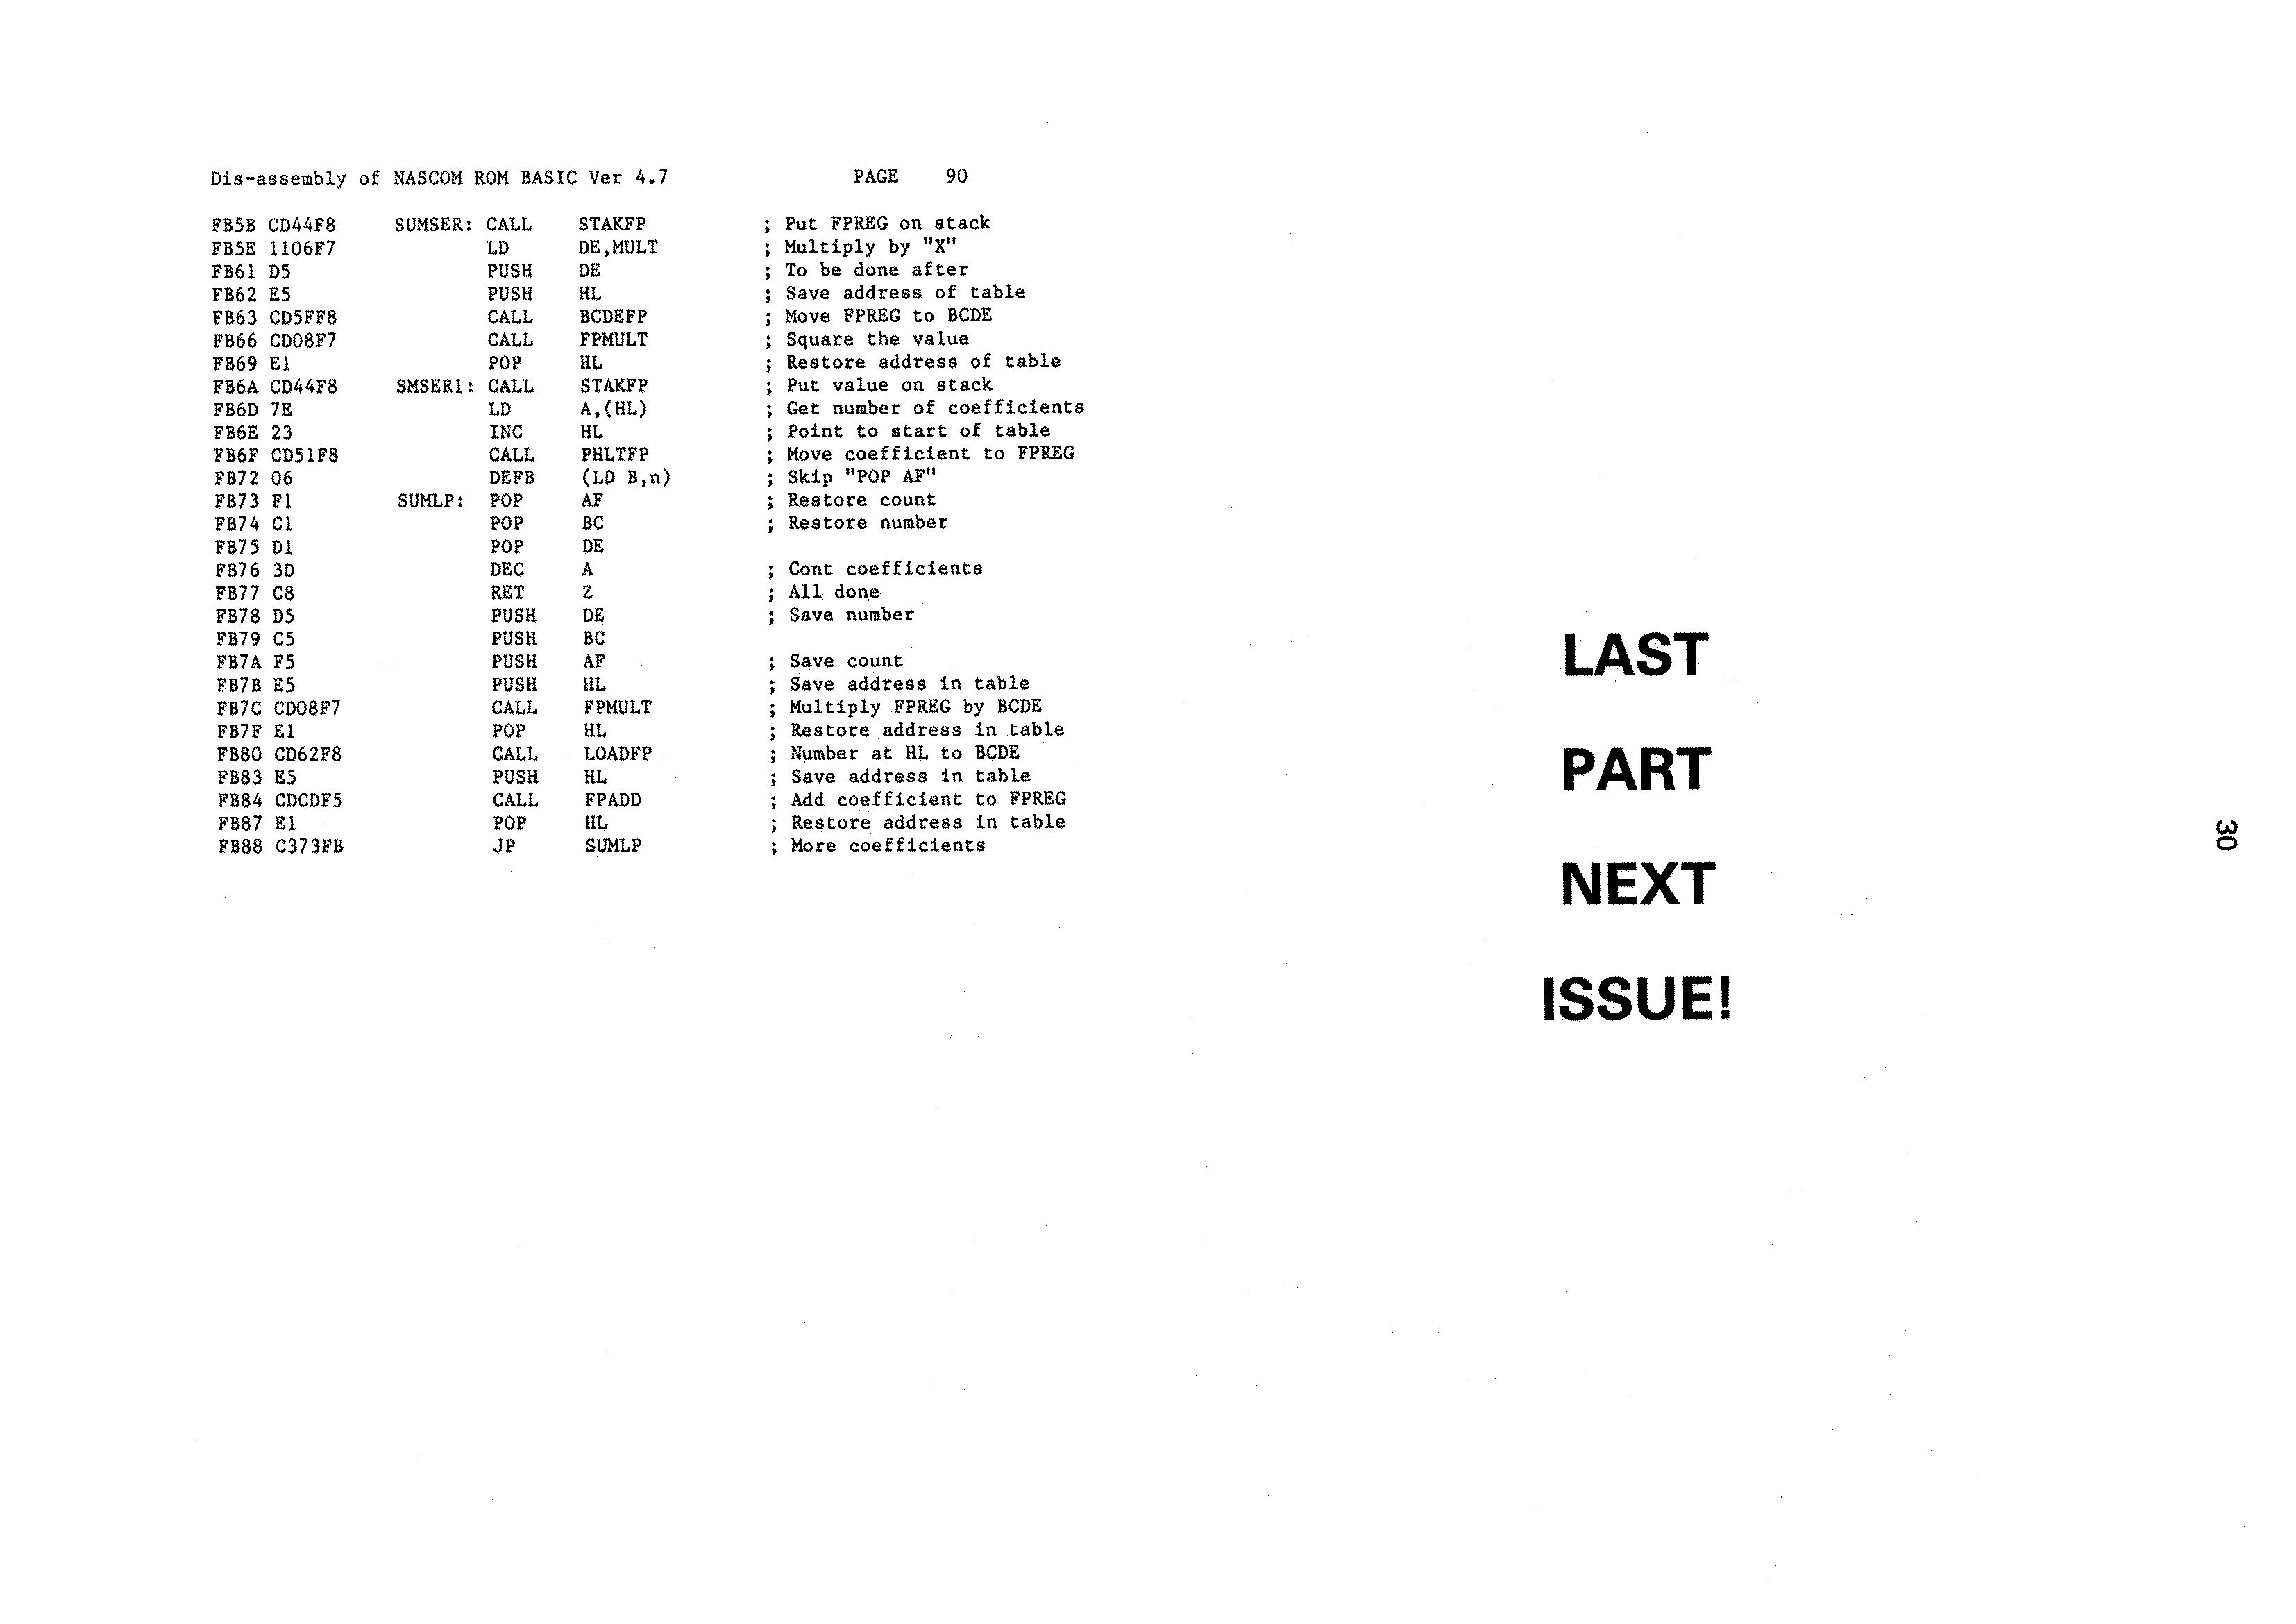 Dis-assembly of NASCOM ROM BASIC Ver 4.7 PAGE 90
FB5B CD44F8 SUMSER: CALL STAKFP ; Put FPREG on stack
FB5E 1106F7 LD DE,MULT ; Multiply by "X"
FB61 D5 PUSH DE ; To be done after
FB62 E5 PUSH HL ; Save address of table
FB63 CD5FF8 CALL BCDEFP ; Move FPREG to BCDE
FB66 CD08F7 CALL FPMULT ; Square the value
FB69 E1 POP HL ; Restore address of table
FB6A CD44F8 SMSER1: CALL STAKFP ; Put value on stack
FB6D 7E LD A,(HL) ; Get number of coefficients
FB6E 23 INC HL ; Point to start of table
FB6F CD51F8 CALL PHLTFP ; Move coefficient to FPREG
FB72 06 DEFB (LD B,n) ; Skip "POP AF"
FB73 F1 SUMLP: POP AF ; Restore count
FB74 C1 POP BC ; Restore number
FB75 D1 POP DE
FB76 3D DEC A ; Cont coefficients
FB77 C8 RET Z ; All done
FB78 D5 PUSH DE ; Save number
FB79 C5 PUSH BC
FB7A F5 PUSH AF ; Save count
FB7B E5 PUSH HL ; Save address in table
FB7C CD08F7 CALL FPMULT ; Multiply FPREG by BCDE
FB7F E1 POP HL ; Restore address in table
FB80 CD62F8 CALL LOADFP ; Number at HL to BCDE
FB83 E5 PUSH HL ; Save address in table
FB84 CDCDF5 CALL FPADD ; Add coefficient to FPREG
FB87 E1 POP HL ; Restore address in table
FB88 C373FB JP SUMLP ; More coefficients
LAST
PART
NEXT
ISSUE!
30